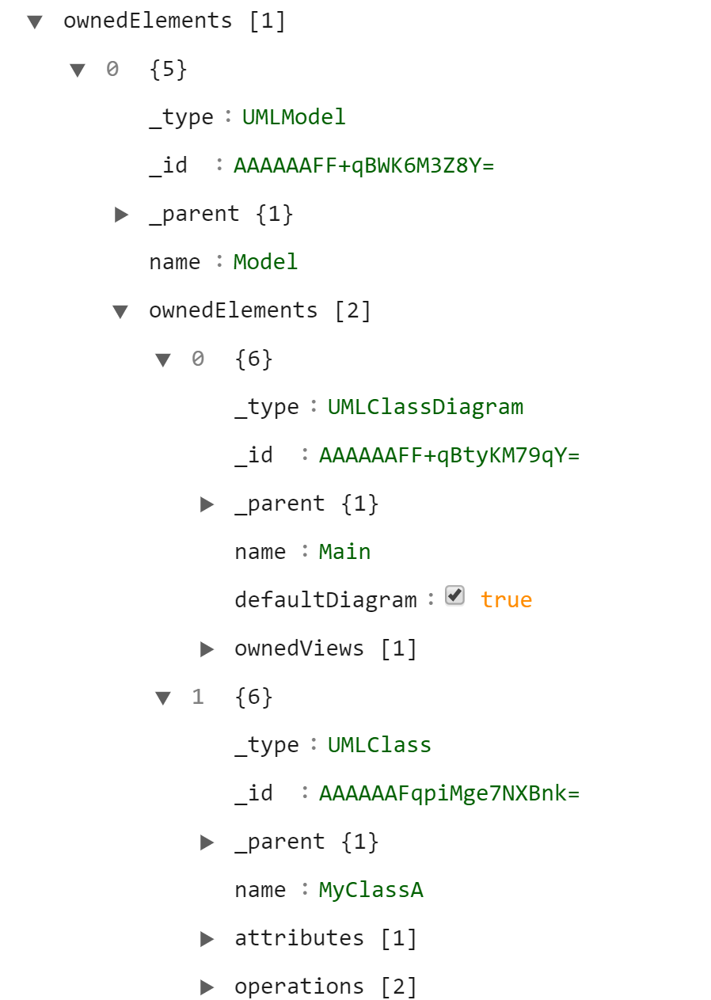 ownedElements [1]
0 {5}
_type : UMLModel
_id : AAAAAAFF+qBWK6M3Z8Y=
_parent {1}
name : Model
ownedElements [2]
0 {6}
_type : UMLClassDiagram
_id : AAAAAAFF+qBtyKM79qY=
_parent {1}
name : Main
defaultDiagram : true
ownedViews [1]
1 {6}
_type : UMLClass
_id : AAAAAAFqpiMge7NXBnk=
_parent {1}
name : MyClassA
attributes [1]
operations [2]